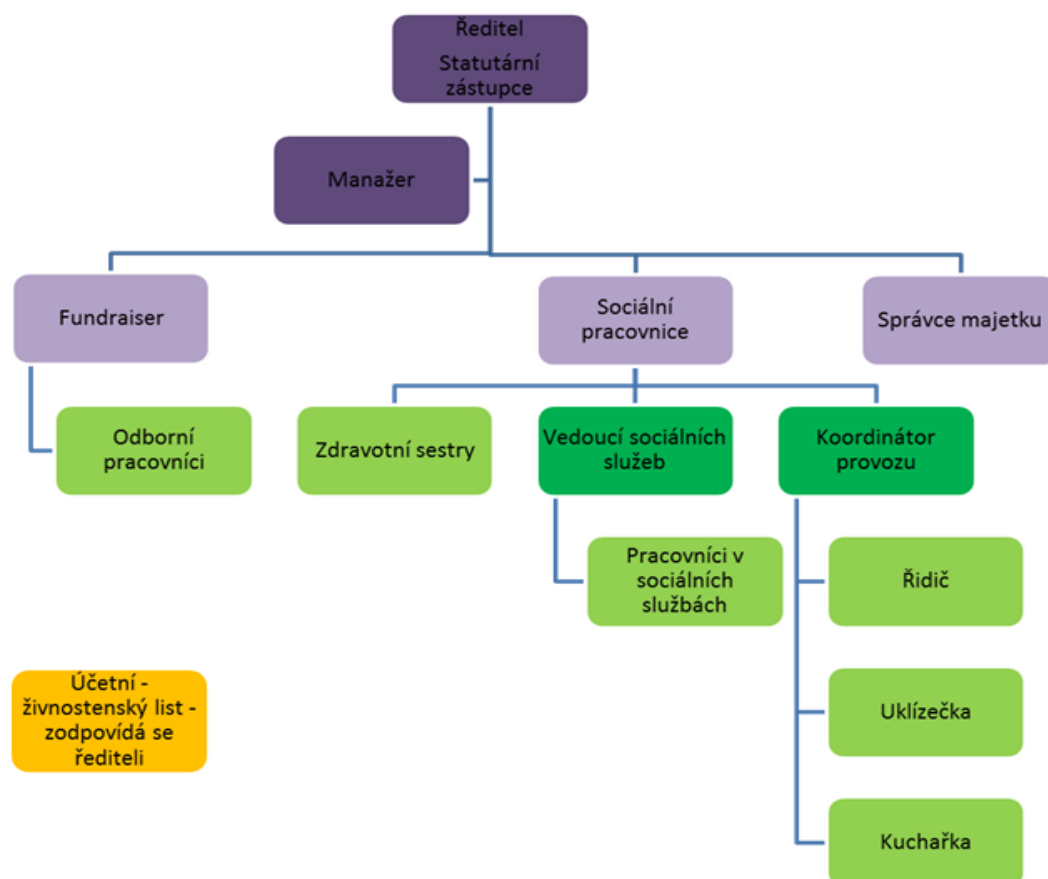 Ředitel
Statutární
zástupce
Manažer
Fundraiser
Sociální
pracovnice
Správce majetku
Odborní
pracovníci
Zdravotní sestry
Vedoucí sociálních
služeb
Koordinátor
provozu
Pracovníci v
sociálních
službách
Řidič
Účetní -
živnostenský list -
zodpovídá se
řediteli
Uklízečka
Kuchařka